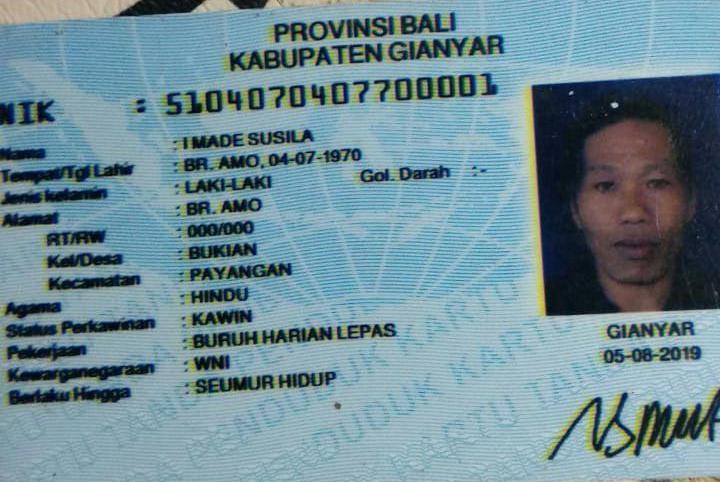 PROVINSI BALI
KABUPATEN GIANYAR
NIK : 5104070407700001
Nama : I MADE SUSILA
Tempat/Tgl Lahir : BR. AMO, 04-07-1970
Jenis kelamin : LAKI-LAKI Gol. Darah :-
Alamat : BR. AMO
RT/RW : 000/000
Kel/Desa : BUKIAN
Kecamatan : PAYANGAN
Agama : HINDU
Status Perkawinan : KAWIN
Pekerjaan : BURUH HARIAN LEPAS
Kewarganegaraan : WNI
Berlaku Hingga : SEUMUR HIDUP
GIANYAR
05-08-2019